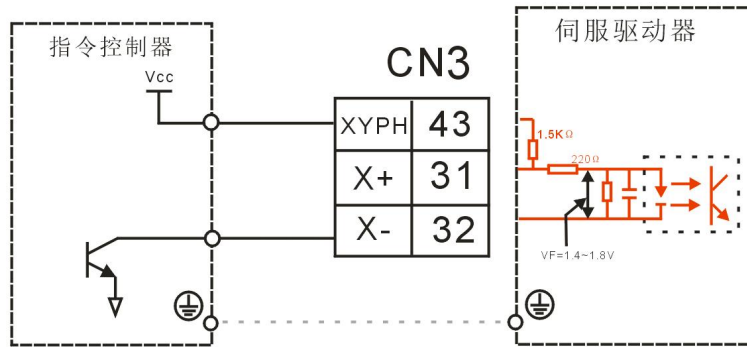 指令控制器
伺服驱动器
Vcc
CN3
XYPH 43
X+ 31
X- 32
1.5KΩ
220Ω
VF=1.4~1.8V